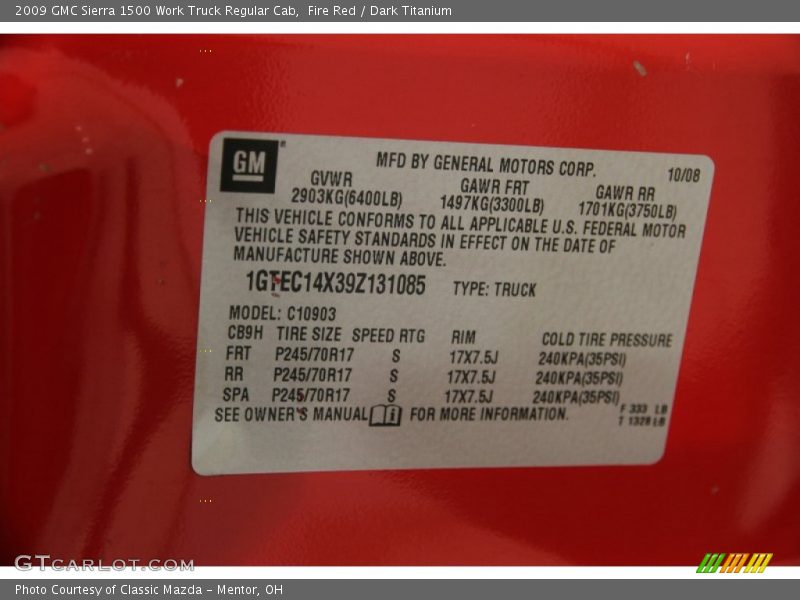 2009 GMC Sierra 1500 Work Truck Regular Cab,  Fire Red / Dark Titanium
GM
MFD BY GENERAL MOTORS CORP.
10/08
GVWR GAWR FRT GAWR RR
2903KG(6400LB) 1497KG(3300LB) 1701KG(3750LB)
THIS VEHICLE CONFORMS TO ALL APPLICABLE U.S. FEDERAL MOTOR
VEHICLE SAFETY STANDARDS IN EFFECT ON THE DATE OF
MANUFACTURE SHOWN ABOVE.
1GTEC14X39Z131085 TYPE: TRUCK
MODEL: C10903
CB9H TIRE SIZE SPEED RTG RIM COLD TIRE PRESSURE
FRT P245/70R17 S 17X7.5J 240KPA(35PSI)
RR P245/70R17 S 17X7.5J 240KPA(35PSI)
SPA P245/70R17 S 17X7.5J 240KPA(35PSI)
SEE OWNER'S MANUAL FOR MORE INFORMATION.
F 333 LB
T 1328 LB
GTCARLOT.COM
Photo Courtesy of Classic Mazda - Mentor, OH